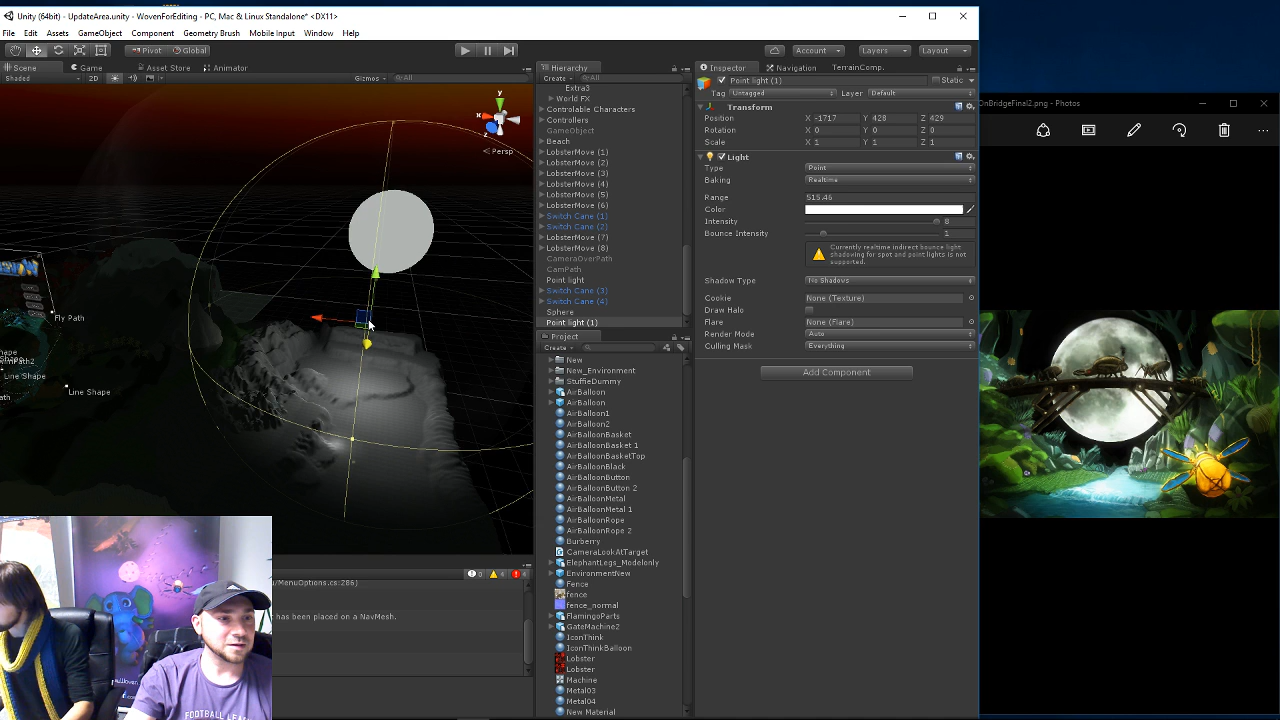 Unity (64bit) - UpdateArea.unity - WovenForEditing - PC, Mac & Linux Standalone* <DX11>
File Edit Assets GameObject Component Geometry Brush Mobile Input Window Help
Pivot Global Account Layers Layout
Scene Game Asset Store Animator
Shaded 2D Gizmos All
y
x
z
Persp
Fly Path
Line Shape
Line Shape
Hierarchy
Create All
Extra3
World FX
Controllable Characters
Controllers
GameObject
Beach
LobsterMove (1)
LobsterMove (2)
LobsterMove (3)
LobsterMove (4)
LobsterMove (5)
LobsterMove (6)
Switch Cane (1)
Switch Cane (2)
LobsterMove (7)
LobsterMove (8)
CameraOverPath
CamPath
Point light
Switch Cane (3)
Switch Cane (4)
Sphere
Point light (1)
Project
Create
New
New_Environment
StuffieDummy
AirBalloon
AirBalloon
AirBalloon1
AirBalloon2
AirBalloonBasket
AirBalloonBasket 1
AirBalloonBasketTop
AirBalloonBlack
AirBalloonButton
AirBalloonButton 2
AirBalloonMetal
AirBalloonMetal 1
AirBalloonRope
AirBalloonRope 2
Burberry
CameraLookAtTarget
ElephantLegs_Modelenly
EnvironmentNew
Fence
fence
fence_normal
FlamingoParts
GateMachine2
IconThink
IconThinkBalloon
Lobster
Lobster
Machine
Metal03
Metal04
New Material
Inspector Navigation TerrainComp.
Point light (1) Static
Tag Untagged Layer Default
Transform
Position X -1717 Y 428 Z 429
Rotation X 0 Y 0 Z 0
Scale X 1 Y 1 Z 1
Light
Type Point
Baking Realtime
Range 515.46
Color
Intensity 8
Bounce Intensity 1
Currently realtime indirect bounce light
shadowing for spot and point lights is not
supported.
Shadow Type No Shadows
Cookie None (Texture)
Draw Halo
Flare None (Flare)
Render Mode Auto
Culling Mask Everything
Add Component
OnBridgeFinal2.png - Photos
/MenuOptions.cs:286)
has been placed on a NavMesh.
FOOTBALL